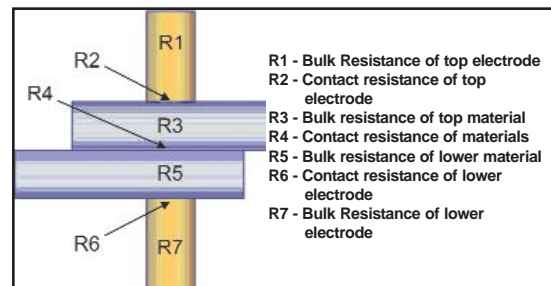 R1
R2
R4
R3
R5
R6
R7
R1 - Bulk Resistance of top electrode
R2 - Contact resistance of top
electrode
R3 - Bulk resistance of top material
R4 - Contact resistance of materials
R5 - Bulk resistance of lower material
R6 - Contact resistance of lower
electrode
R7 - Bulk Resistance of lower
electrode